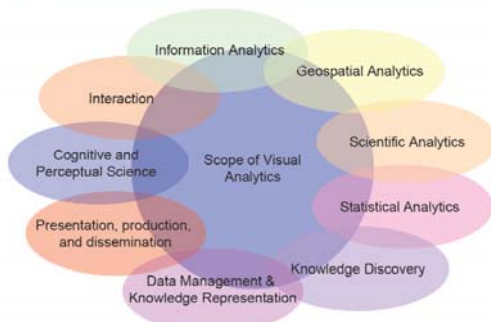 Information Analytics
Geospatial Analytics
Interaction
Scientific Analytics
Cognitive and
Perceptual Science
Scope of Visual
Analytics
Statistical Analytics
Presentation, production,
and dissemination
Knowledge Discovery
Data Management &
Knowledge Representation